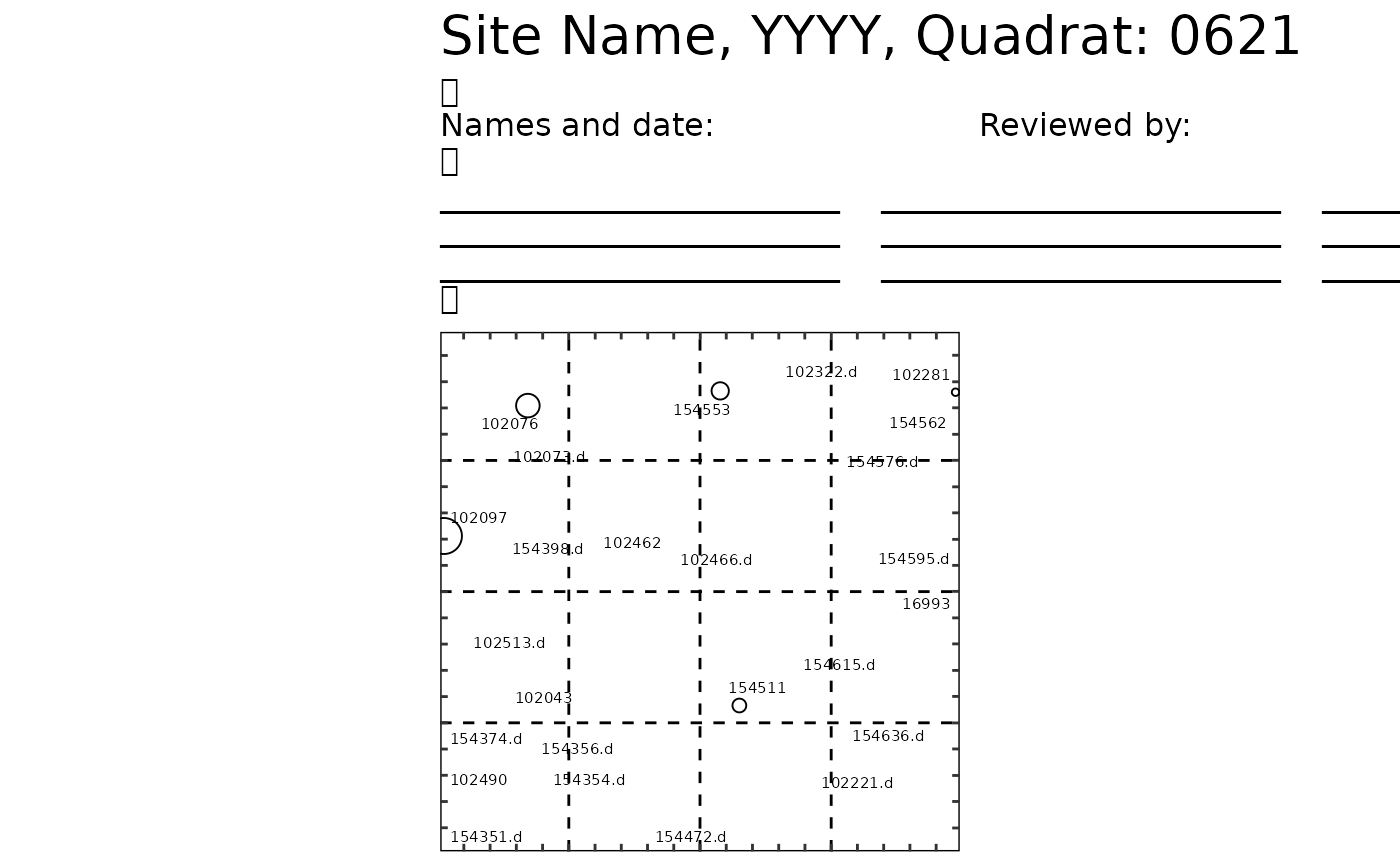 Site Name, YYYY, Quadrat: 0621
Names and date: Reviewed by:
102322.d
102281
154553
102076
154562
102073.d
154576.d
102097
102462
154398.d
102466.d
154595.d
16993
102513.d
154615.d
154511
102043
154636.d
154374.d
154356.d
102490
154354.d
102221.d
154351.d
154472.d